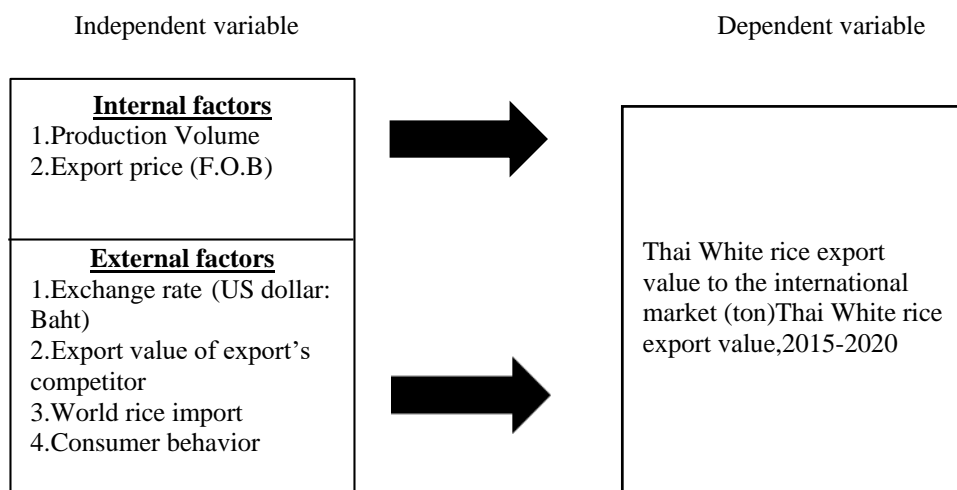 Independent variable
Dependent variable
Internal factors
1.Production Volume
2.Export price (F.O.B)
External factors
1.Exchange rate (US dollar:
Baht)
2.Export value of export’s
competitor
3.World rice import
4.Consumer behavior
Thai White rice export
value to the international
market (ton)Thai White rice
export value,2015-2020